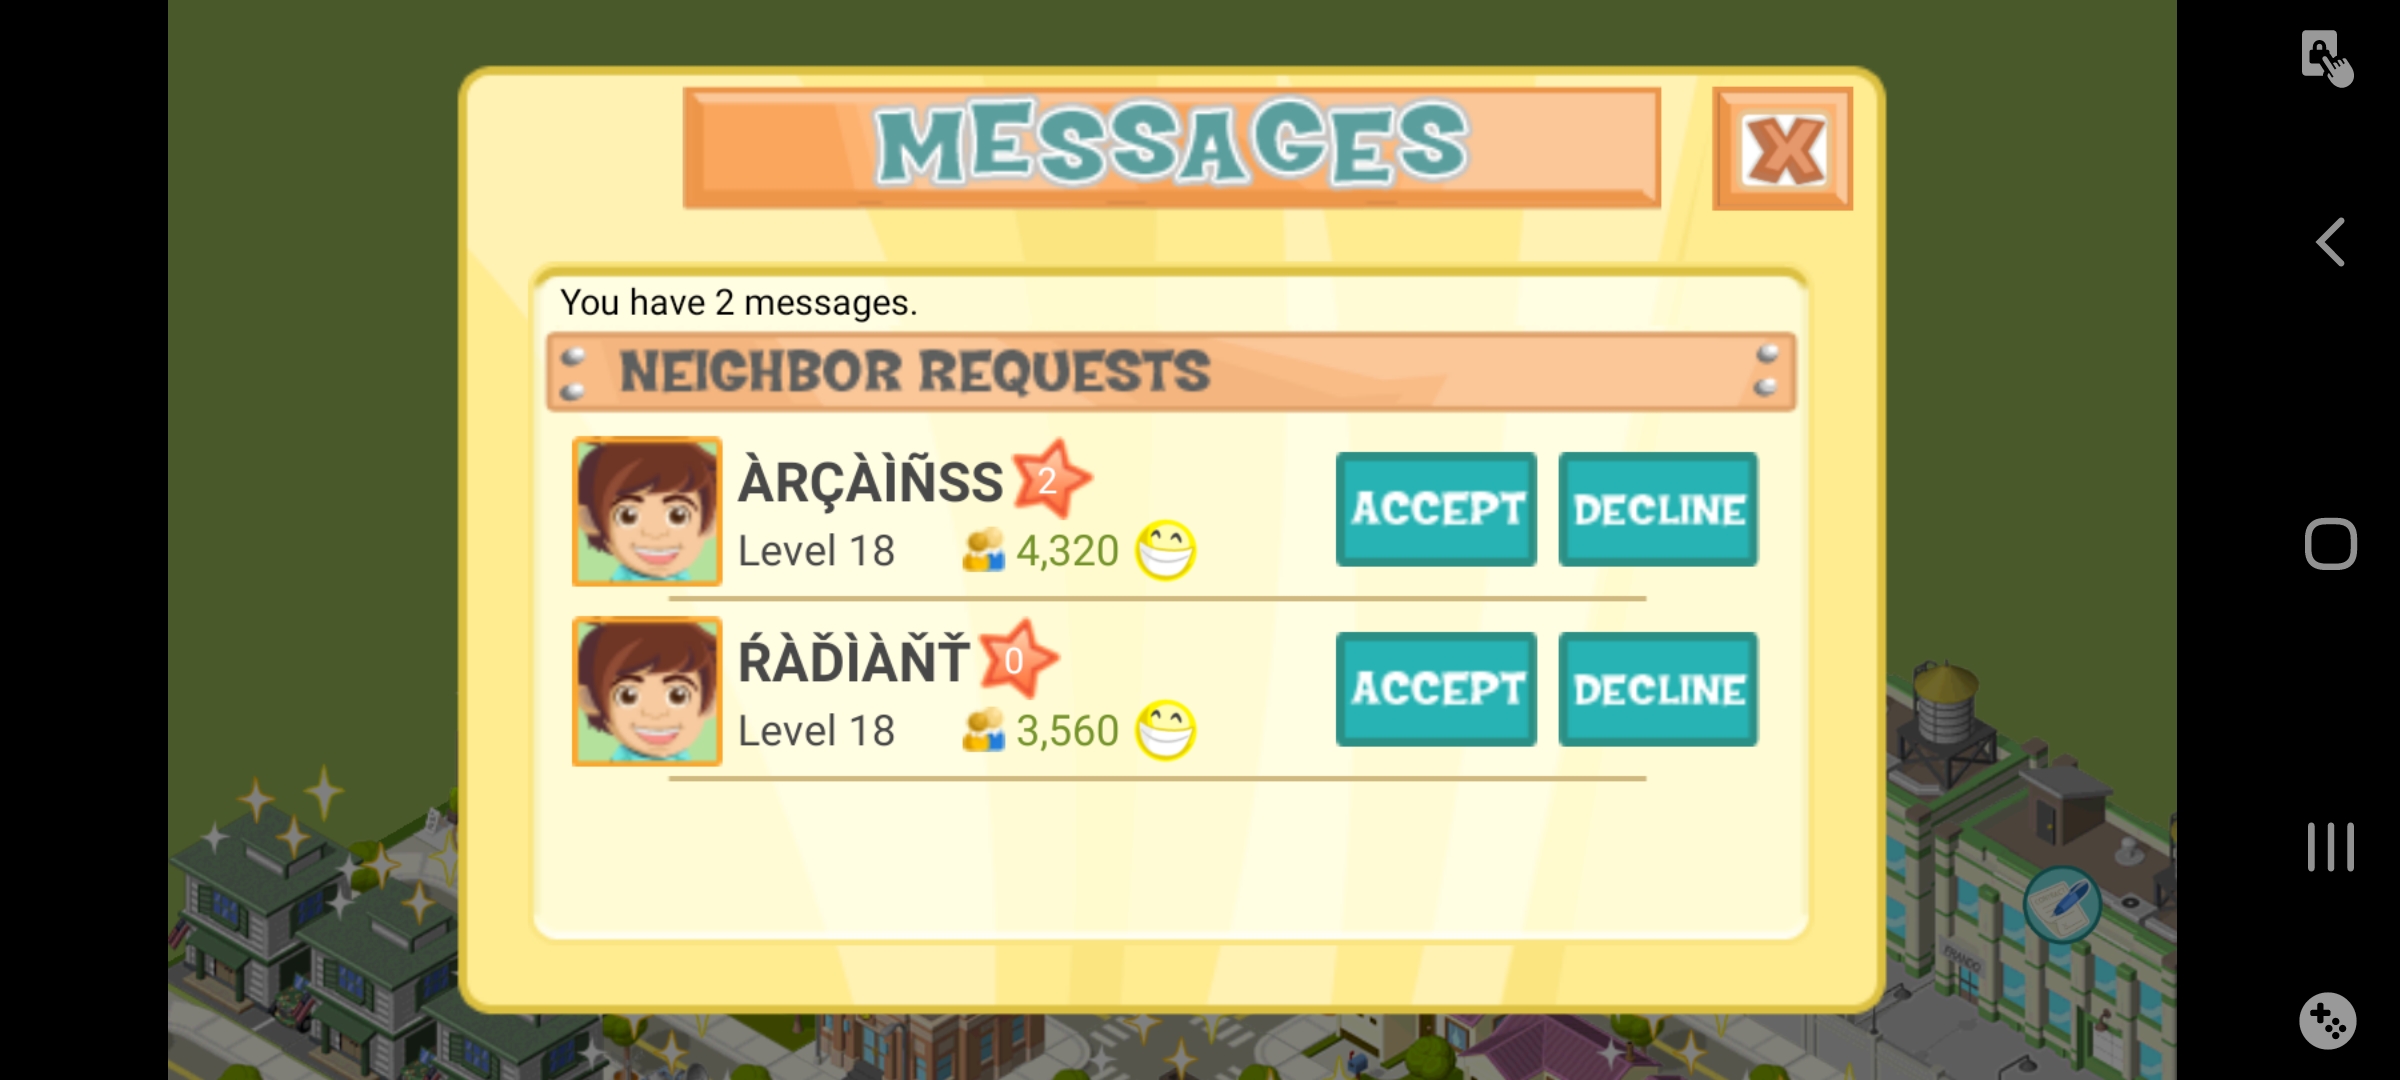 MESSAGES
X
You have 2 messages.
NEIGHBOR REQUESTS
ÀRÇÀÌÑSS 2
Level 18 4,320
ACCEPT DECLINE
ŔÀĎÌÀŇŤ 0
Level 18 3,560
ACCEPT DECLINE